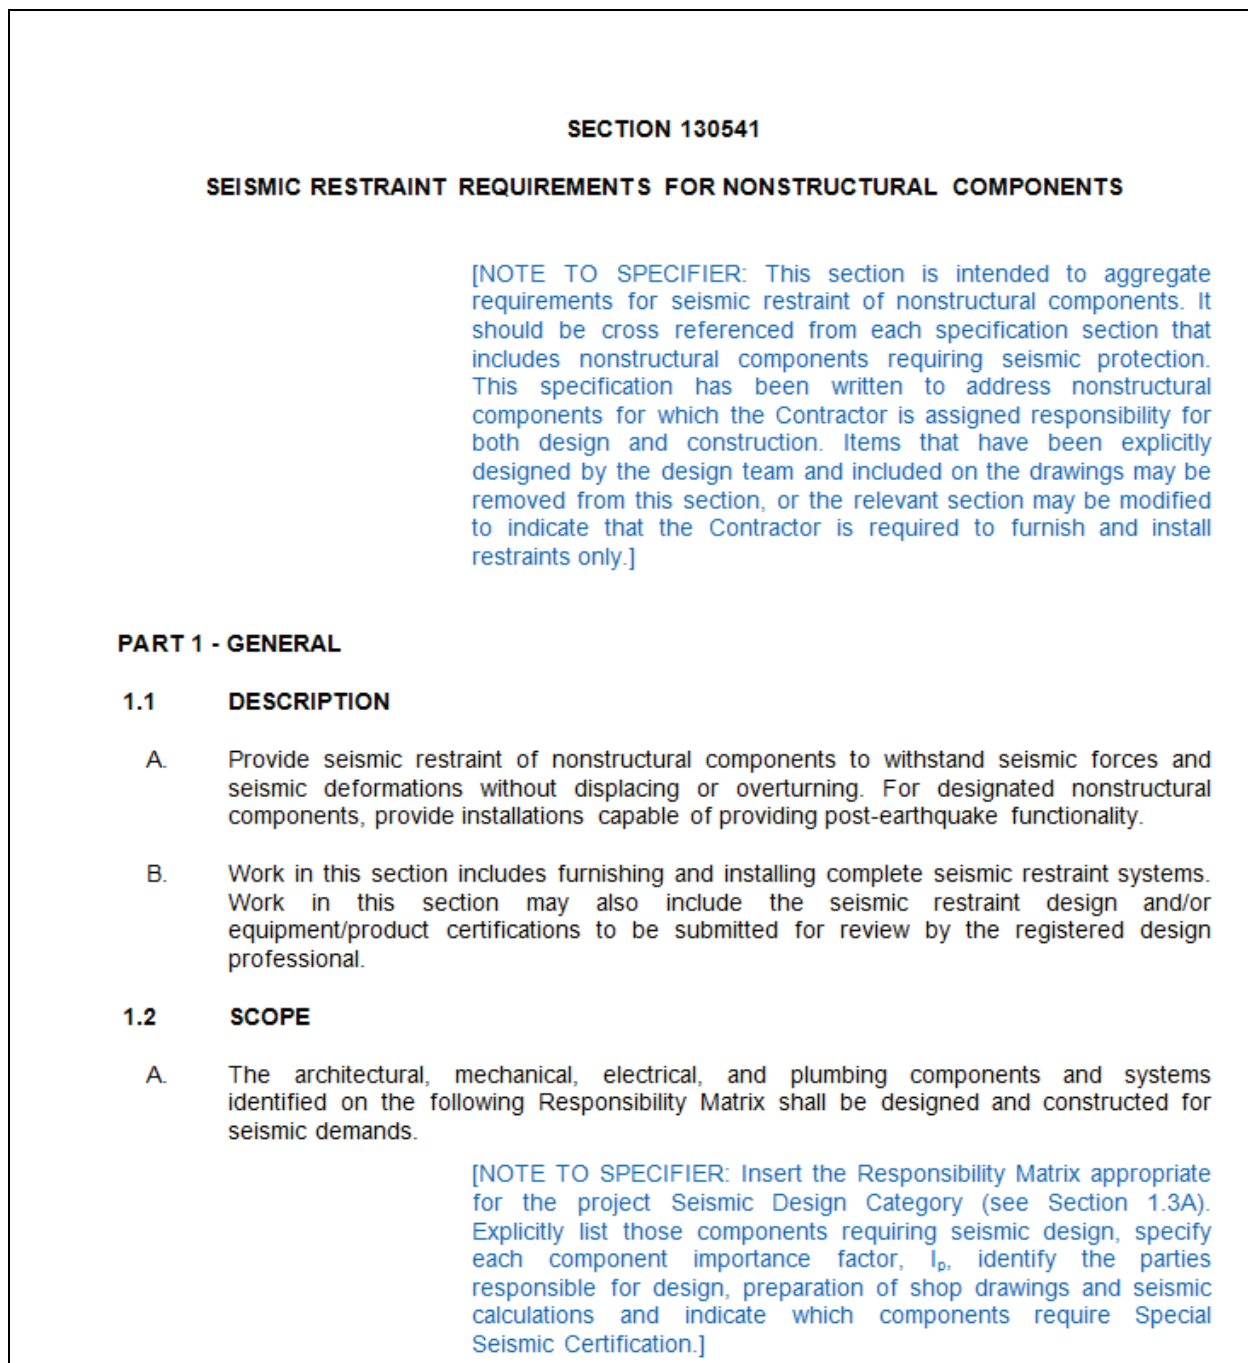 SECTION 130541
SEISMIC RESTRAINT REQUIREMENTS FOR NONSTRUCTURAL COMPONENTS
[NOTE TO SPECIFIER: This section is intended to aggregate
requirements for seismic restraint of nonstructural components. It
should be cross referenced from each specification section that
includes nonstructural components requiring seismic protection.
This specification has been written to address nonstructural
components for which the Contractor is assigned responsibility for
both design and construction. Items that have been explicitly
designed by the design team and included on the drawings may be
removed from this section, or the relevant section may be modified
to indicate that the Contractor is required to furnish and install
restraints only.]
PART 1 - GENERAL
1.1 DESCRIPTION
A. Provide seismic restraint of nonstructural components to withstand seismic forces and
seismic deformations without displacing or overturning. For designated nonstructural
components, provide installations capable of providing post-earthquake functionality.
B. Work in this section includes furnishing and installing complete seismic restraint systems.
Work in this section may also include the seismic restraint design and/or
equipment/product certifications to be submitted for review by the registered design
professional.
1.2 SCOPE
A. The architectural, mechanical, electrical, and plumbing components and systems
identified on the following Responsibility Matrix shall be designed and constructed for
seismic demands.
[NOTE TO SPECIFIER: Insert the Responsibility Matrix appropriate
for the project Seismic Design Category (see Section 1.3A).
Explicitly list those components requiring seismic design, specify
each component importance factor, Ip, identify the parties
responsible for design, preparation of shop drawings and seismic
calculations and indicate which components require Special
Seismic Certification.]